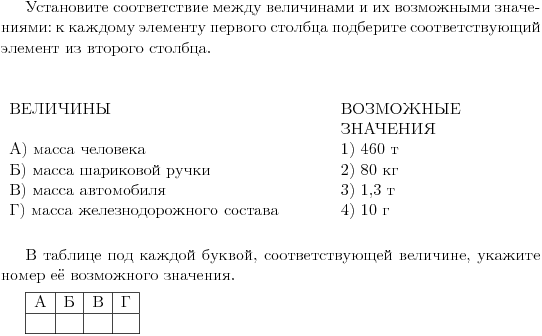 Установите соответствие между величинами и их возможными значе-
ниями: к каждому элементу первого столбца подберите соответствующий
элемент из второго столбца.
ВЕЛИЧИНЫ ВОЗМОЖНЫЕ
ЗНАЧЕНИЯ
А) масса человека 1) 460 т
Б) масса шариковой ручки 2) 80 кг
В) масса автомобиля 3) 1,3 т
Г) масса железнодорожного состава 4) 10 г
В таблице под каждой буквой, соответствующей величине, укажите
номер её возможного значения.
А Б В Г